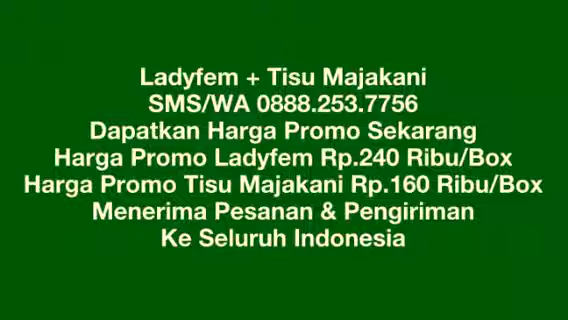 Ladyfem + Tisu Majakani
SMS/WA 0888.253.7756
Dapatkan Harga Promo Sekarang
Harga Promo Ladyfem Rp.240 Ribu/Box
Harga Promo Tisu Majakani Rp.160 Ribu/Box
Menerima Pesanan & Pengiriman
Ke Seluruh Indonesia